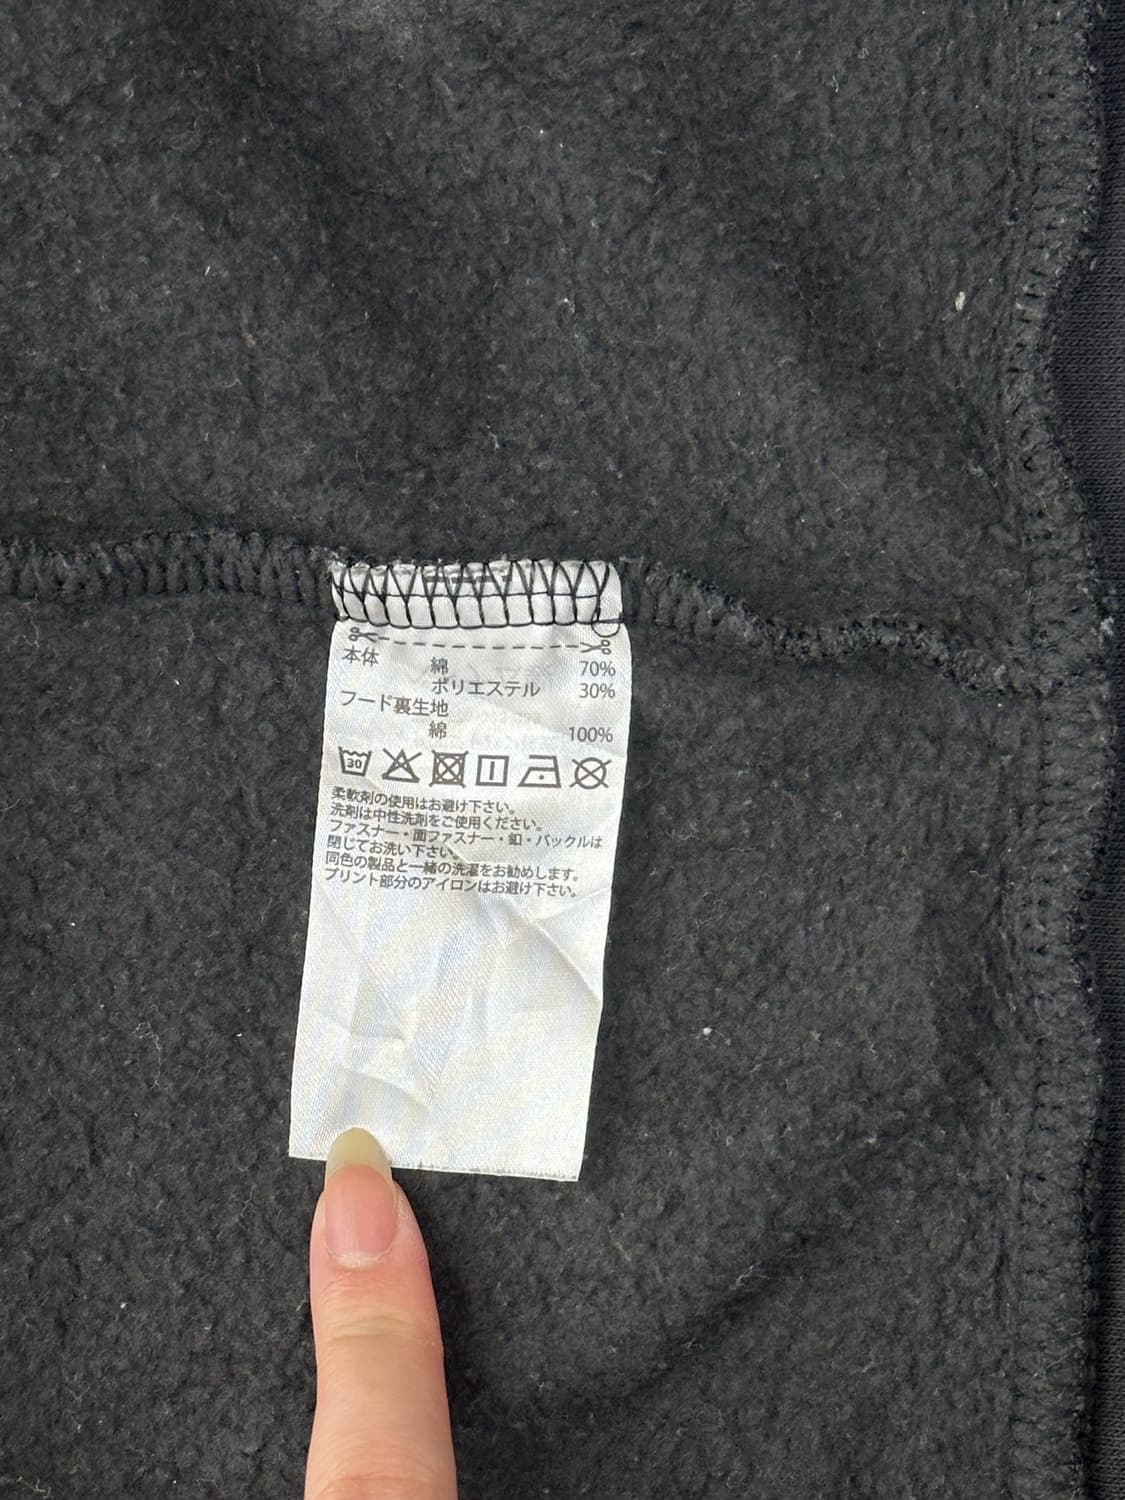 本体 綿 70%
ポリエステル 30%
フード裏生地
綿 100%
30
柔軟剤の使用はお避け下さい。
洗剤は中性洗剤をご使用ください。
ファスナー・面ファスナー・釦・バックルは
閉じてお洗い下さい。
同色の製品と一緒の洗濯をお勧めします。
プリント部分のアイロンはお避け下さい。